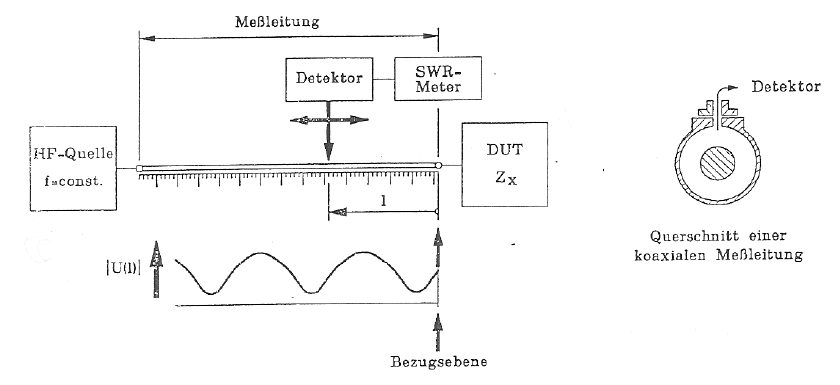 Meßleitung
Detektor
SWR-
Meter
HF-Quelle
f=const.
DUT
Zx
l
|U(l)|
Bezugsebene
Detektor
Querschnitt einer
koaxialen Meßleitung